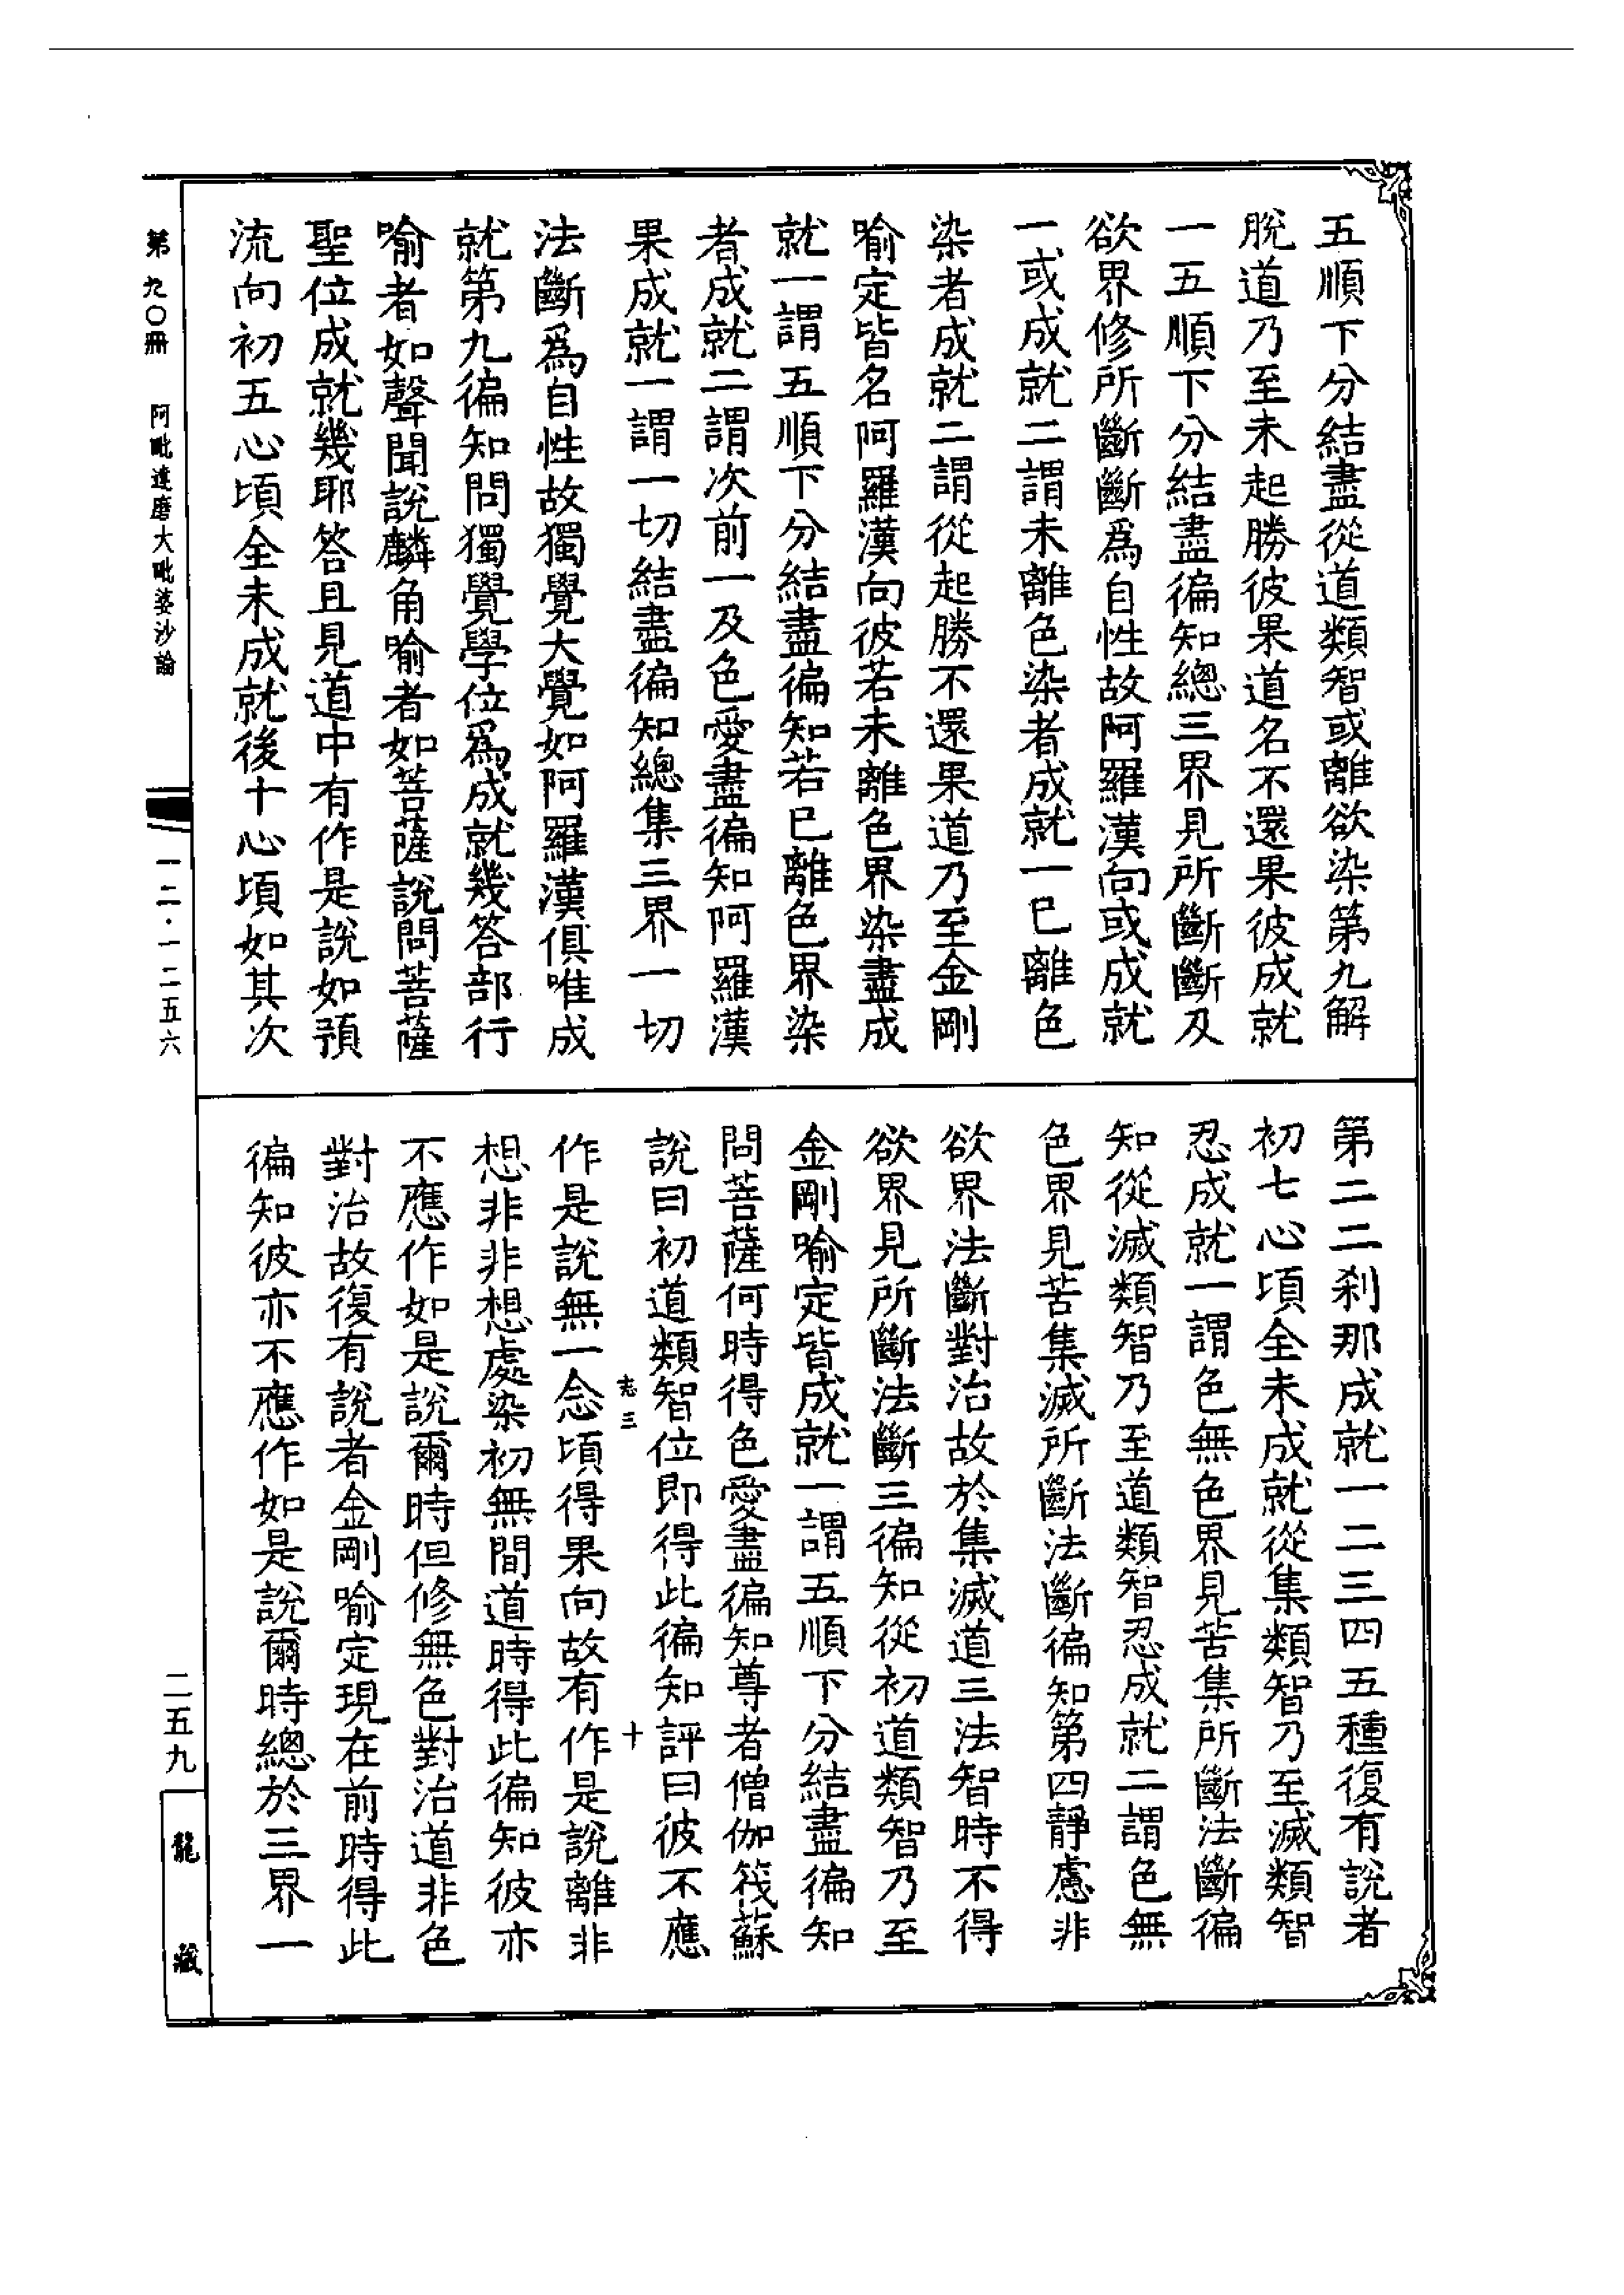 五順下分結盡從道類智或離欲染第九解
脫道乃至未起勝彼果道名不還果彼成就
一五順下分結盡徧知總三界見所斷斷及
欲界修所斷斷為自性故阿羅漢向或成就
一或成就二謂未離色染者成就一已離色
染者成就二謂從起勝不還果道乃至金剛
喻定皆名阿羅漢向彼若未離色界染盡成
就一謂五順下分結盡徧知若已離色界染
者成就二謂次前一及色愛盡徧知阿羅漢
果成就一謂一切結盡徧知總集三界一切
法斷爲自性故獨覺大覺如阿羅漢俱唯成
就第九徧知問獨覺學位爲成就幾答部行
喻者如聲聞說麟角喻者如菩薩說問菩薩
聖位成就幾耶答且見道中有作是說如預
流向初五心頃全未成就後十心頃如其次
第二二刹那成就一二三四五種復有說者
初七心頃全未成就從集類智乃至滅類智
忍成就一謂色無色界見苦集所斷法斷徧
知從滅類智乃至道類智忍成就二謂色無
色界見苦集滅所斷法斷徧知第四靜慮非
欲界法斷對治故於集滅道三法智時不得
欲界見所斷法斷三徧知從初道類智乃至
金剛喻定皆成就一謂五順下分結盡徧知
問菩薩何時得色愛盡徧知尊者僧伽筏蘇
說曰初道類智位即得此徧知評曰彼不應
志三
十
作是說無一念頃得果向故有作是說離非
想非非想處染初無間道時得此徧知彼亦
不應作如是說爾時但修無色對治道非色
對治故復有說者金剛喻定現在前時得此
徧知彼亦不應作如是說爾時總於三界一
第九〇冊
阿毗達磨大毗婆沙論
一二·一二五六
二五九
龍藏